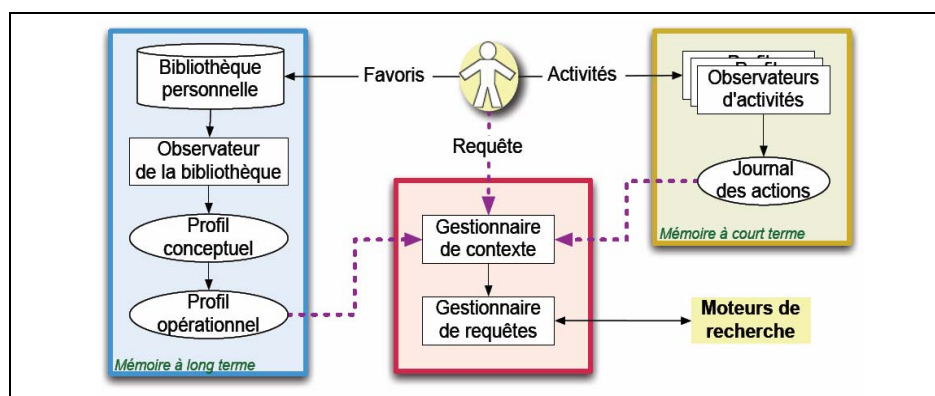 Bibliothèque
personnelle
Favoris
Activités
Observateurs
d'activités
Observateur
de la bibliothèque
Requête
Journal
des actions
Profil
conceptuel
Gestionnaire
de contexte
Mémoire à court terme
Profil
opérationnel
Gestionnaire
de requêtes
Moteurs de
recherche
Mémoire à long terme